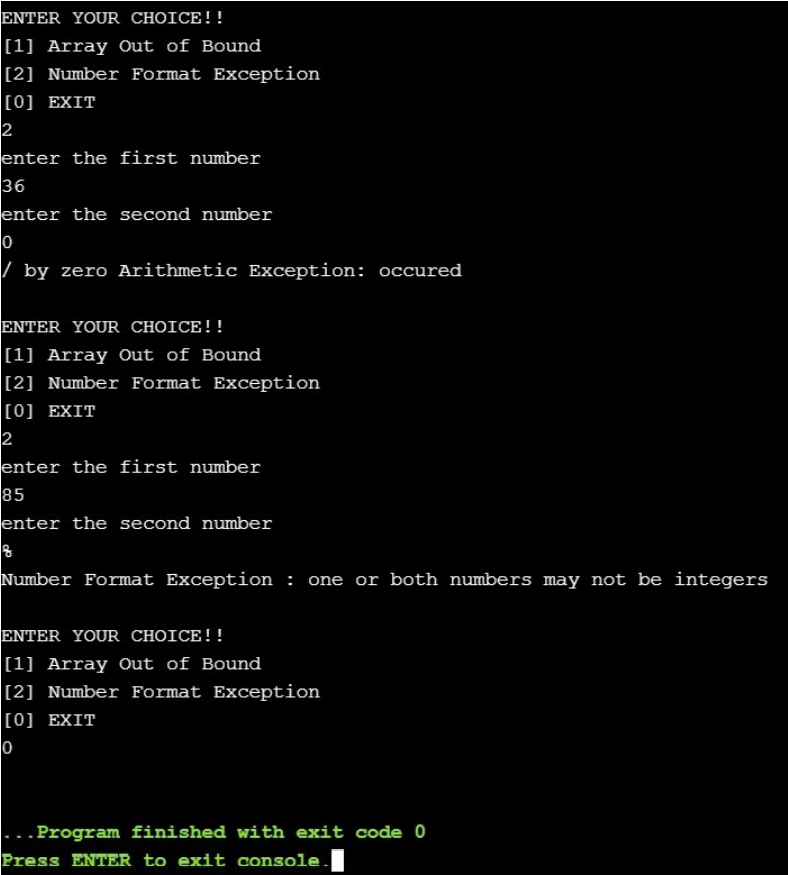 ENTER YOUR CHOICE!!
[1] Array Out of Bound
[2] Number Format Exception
[0] EXIT
2
enter the first number
36
enter the second number
0
/ by zero Arithmetic Exception: occured
ENTER YOUR CHOICE!!
[1] Array Out of Bound
[2] Number Format Exception
[0] EXIT
2
enter the first number
85
enter the second number
%
Number Format Exception : one or both numbers may not be integers
ENTER YOUR CHOICE!!
[1] Array Out of Bound
[2] Number Format Exception
[0] EXIT
0
...Program finished with exit code 0
Press ENTER to exit console.